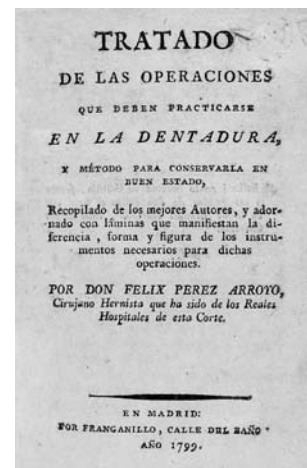 TRATADO
DE LAS OPERACIONES
QUE DEBEN PRACTICARSE
EN LA DENTADURA,
Y MÉTODO PARA CONSERVARLA EN
BUEN ESTADO,
Recopilado de los mejores Autores, y ador-
nado con láminas que manifiestan la di-
ferencia, forma y figura de los instru-
mentos necesarios para dichas
operaciones.
POR DON FELIX PEREZ ARROYO,
Cirujano Hernista que ha sido de los Reales
Hospitales de esta Corte.
EN MADRID:
POR FRANGANILLO, CALLE DEL BAÑO
AÑO 1799.